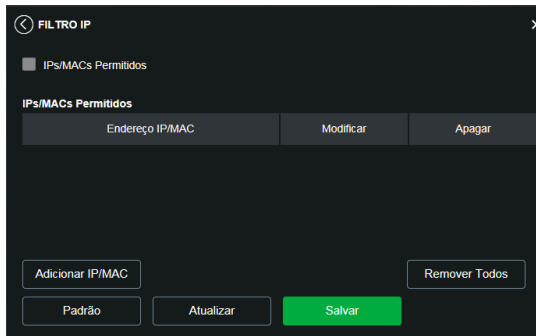 FILTRO IP
IPs/MACs Permitidos
IPs/MACs Permitidos
Endereço IP/MAC Modificar Apagar
Adicionar IP/MAC Remover Todos
Padrão Atualizar Salvar